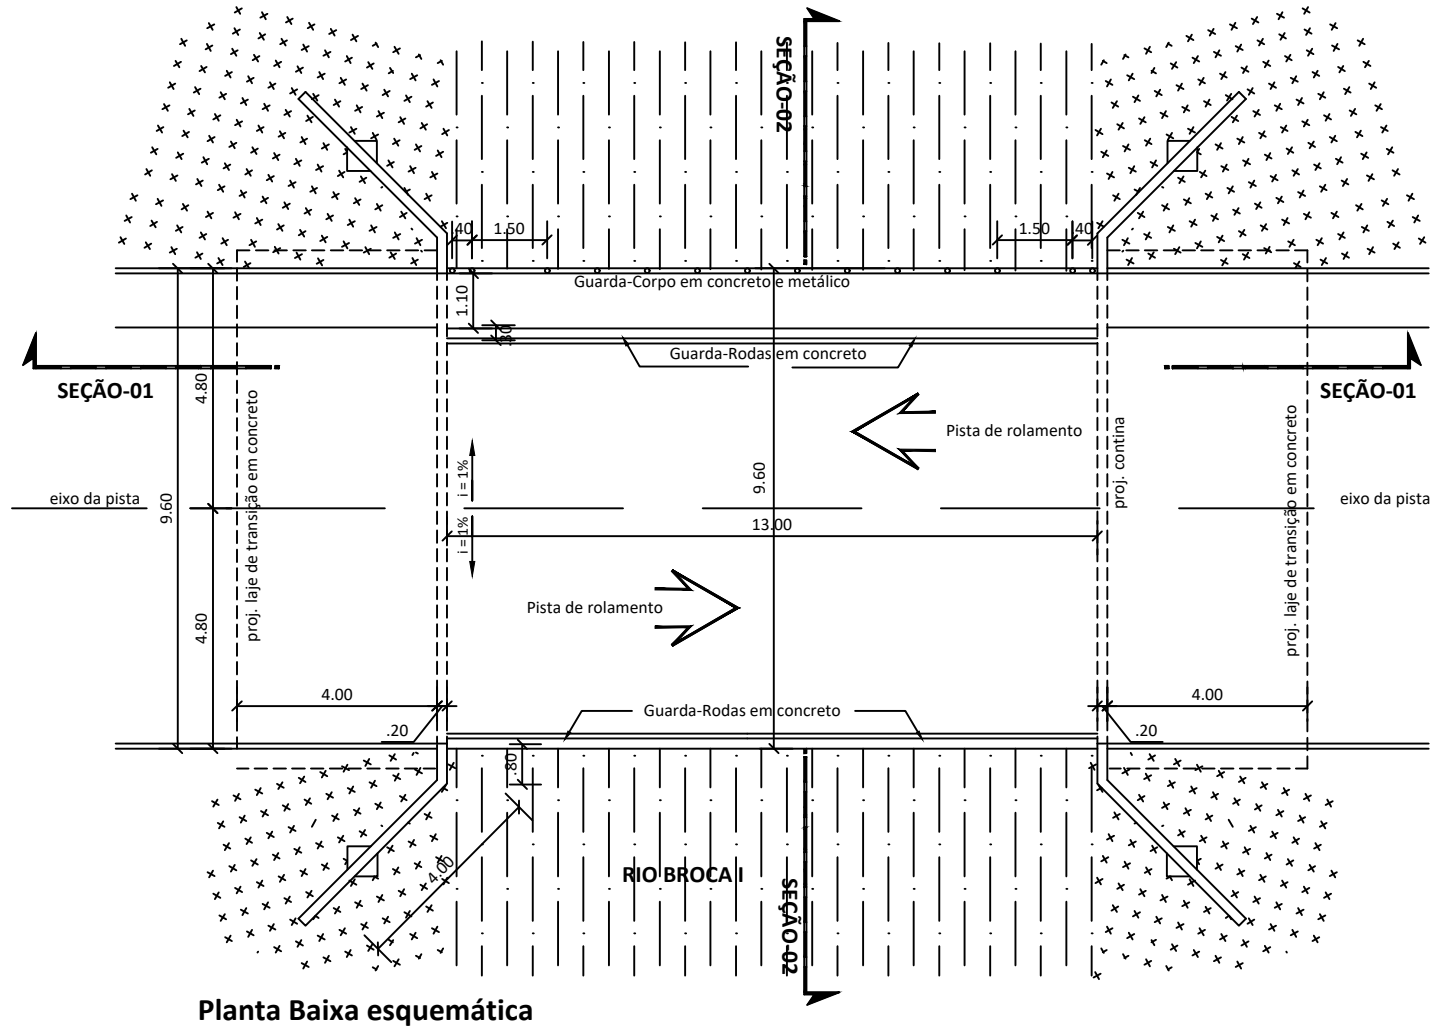 SEÇÃO-02
.40
1.50
1.50
.40
Guarda-Corpo em concreto e metálico
1.10
.30
Guarda-Rodas em concreto
SEÇÃO-01
SEÇÃO-01
4.80
proj. laje de transição em concreto
Pista de rolamento
proj. contina
proj. laje de transição em concreto
i = 1%
9.60
eixo da pista
9.60
eixo da pista
13.00
i = 1%
Pista de rolamento
4.80
4.00
4.00
Guarda-Rodas em concreto
.20
.20
.80
4.00
RIO BROCA I
SEÇÃO-02
Planta Baixa esquemática